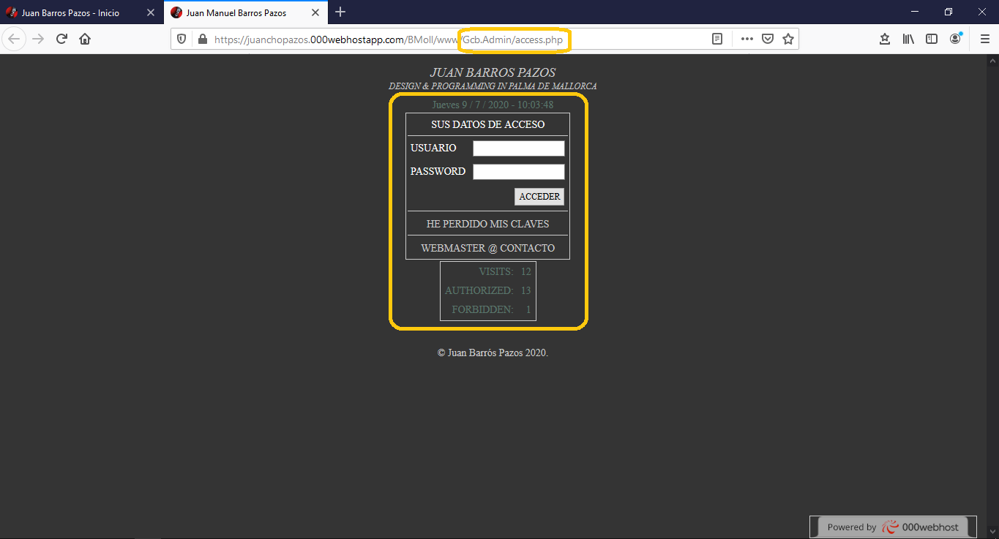 Juan Barros Pazos - Inicio
Juan Manuel Barros Pazos
https://juanchopazos.000webhostapp.com/BMoll/www/Gcb.Admin/access.php
JUAN BARROS PAZOS
DESIGN & PROGRAMMING IN PALMA DE MALLORCA
Jueves 9 / 7 / 2020 - 10:03:48
SUS DATOS DE ACCESO
USUARIO
PASSWORD
ACCEDER
HE PERDIDO MIS CLAVES
WEBMASTER @ CONTACTO
VISITS: 12
AUTHORIZED: 13
FORBIDDEN: 1
© Juan Barrós Pazos 2020.
Powered by 000webhost